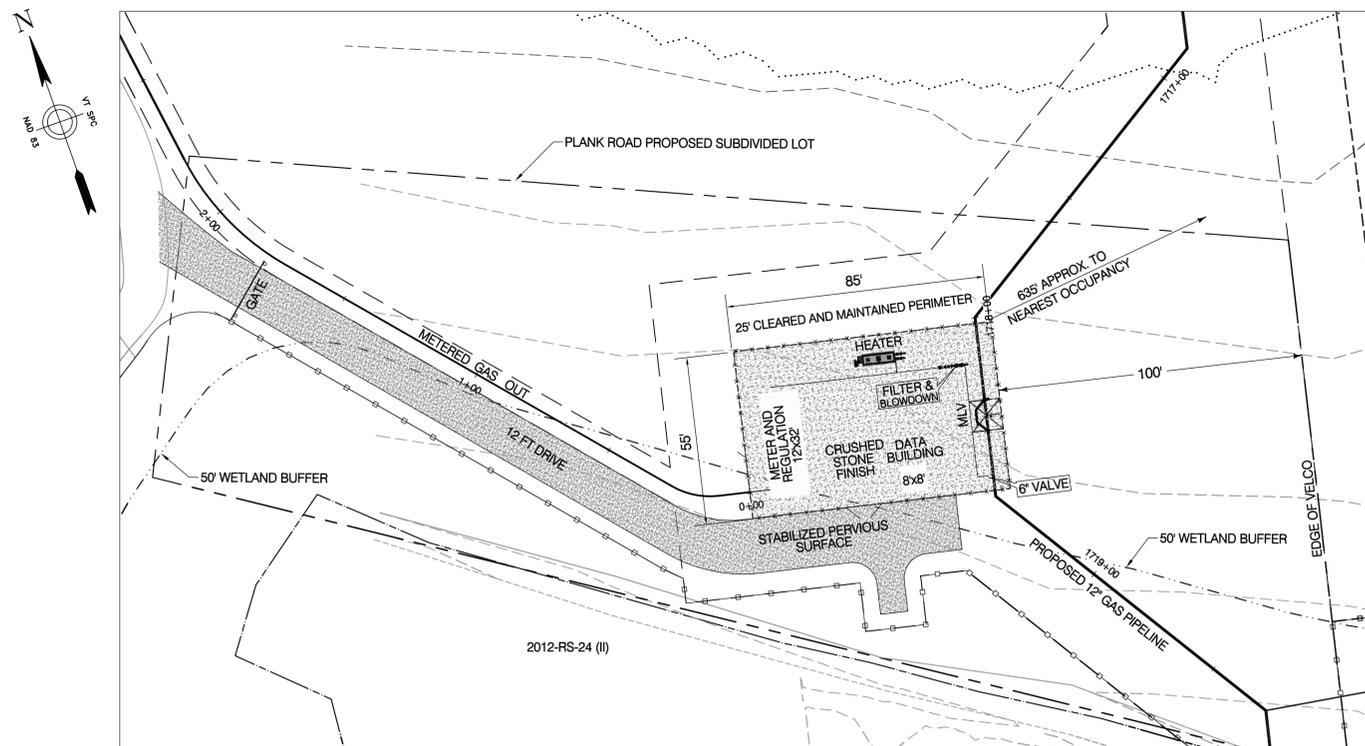 N
VT SPC
NAD 83
1717+00
PLANK ROAD PROPOSED SUBDIVIDED LOT
2+00
GATE
METERED GAS OUT
1+00
12 FT DRIVE
85'
25' CLEARED AND MAINTAINED PERIMETER
1718+00
635' APPROX. TO
NEAREST OCCUPANCY
HEATER
100'
FILTER &
BLOWDOWN
MLV
55'
METER AND
REGULATION
12'X32'
CRUSHED
STONE
FINISH
DATA
BUILDING
8'x8'
6" VALVE
0+00
STABILIZED PERVIOUS
SURFACE
50' WETLAND BUFFER
PROPOSED 12" GAS PIPELINE
1719+00
50' WETLAND BUFFER
EDGE OF VELCO
2012-RS-24 (II)